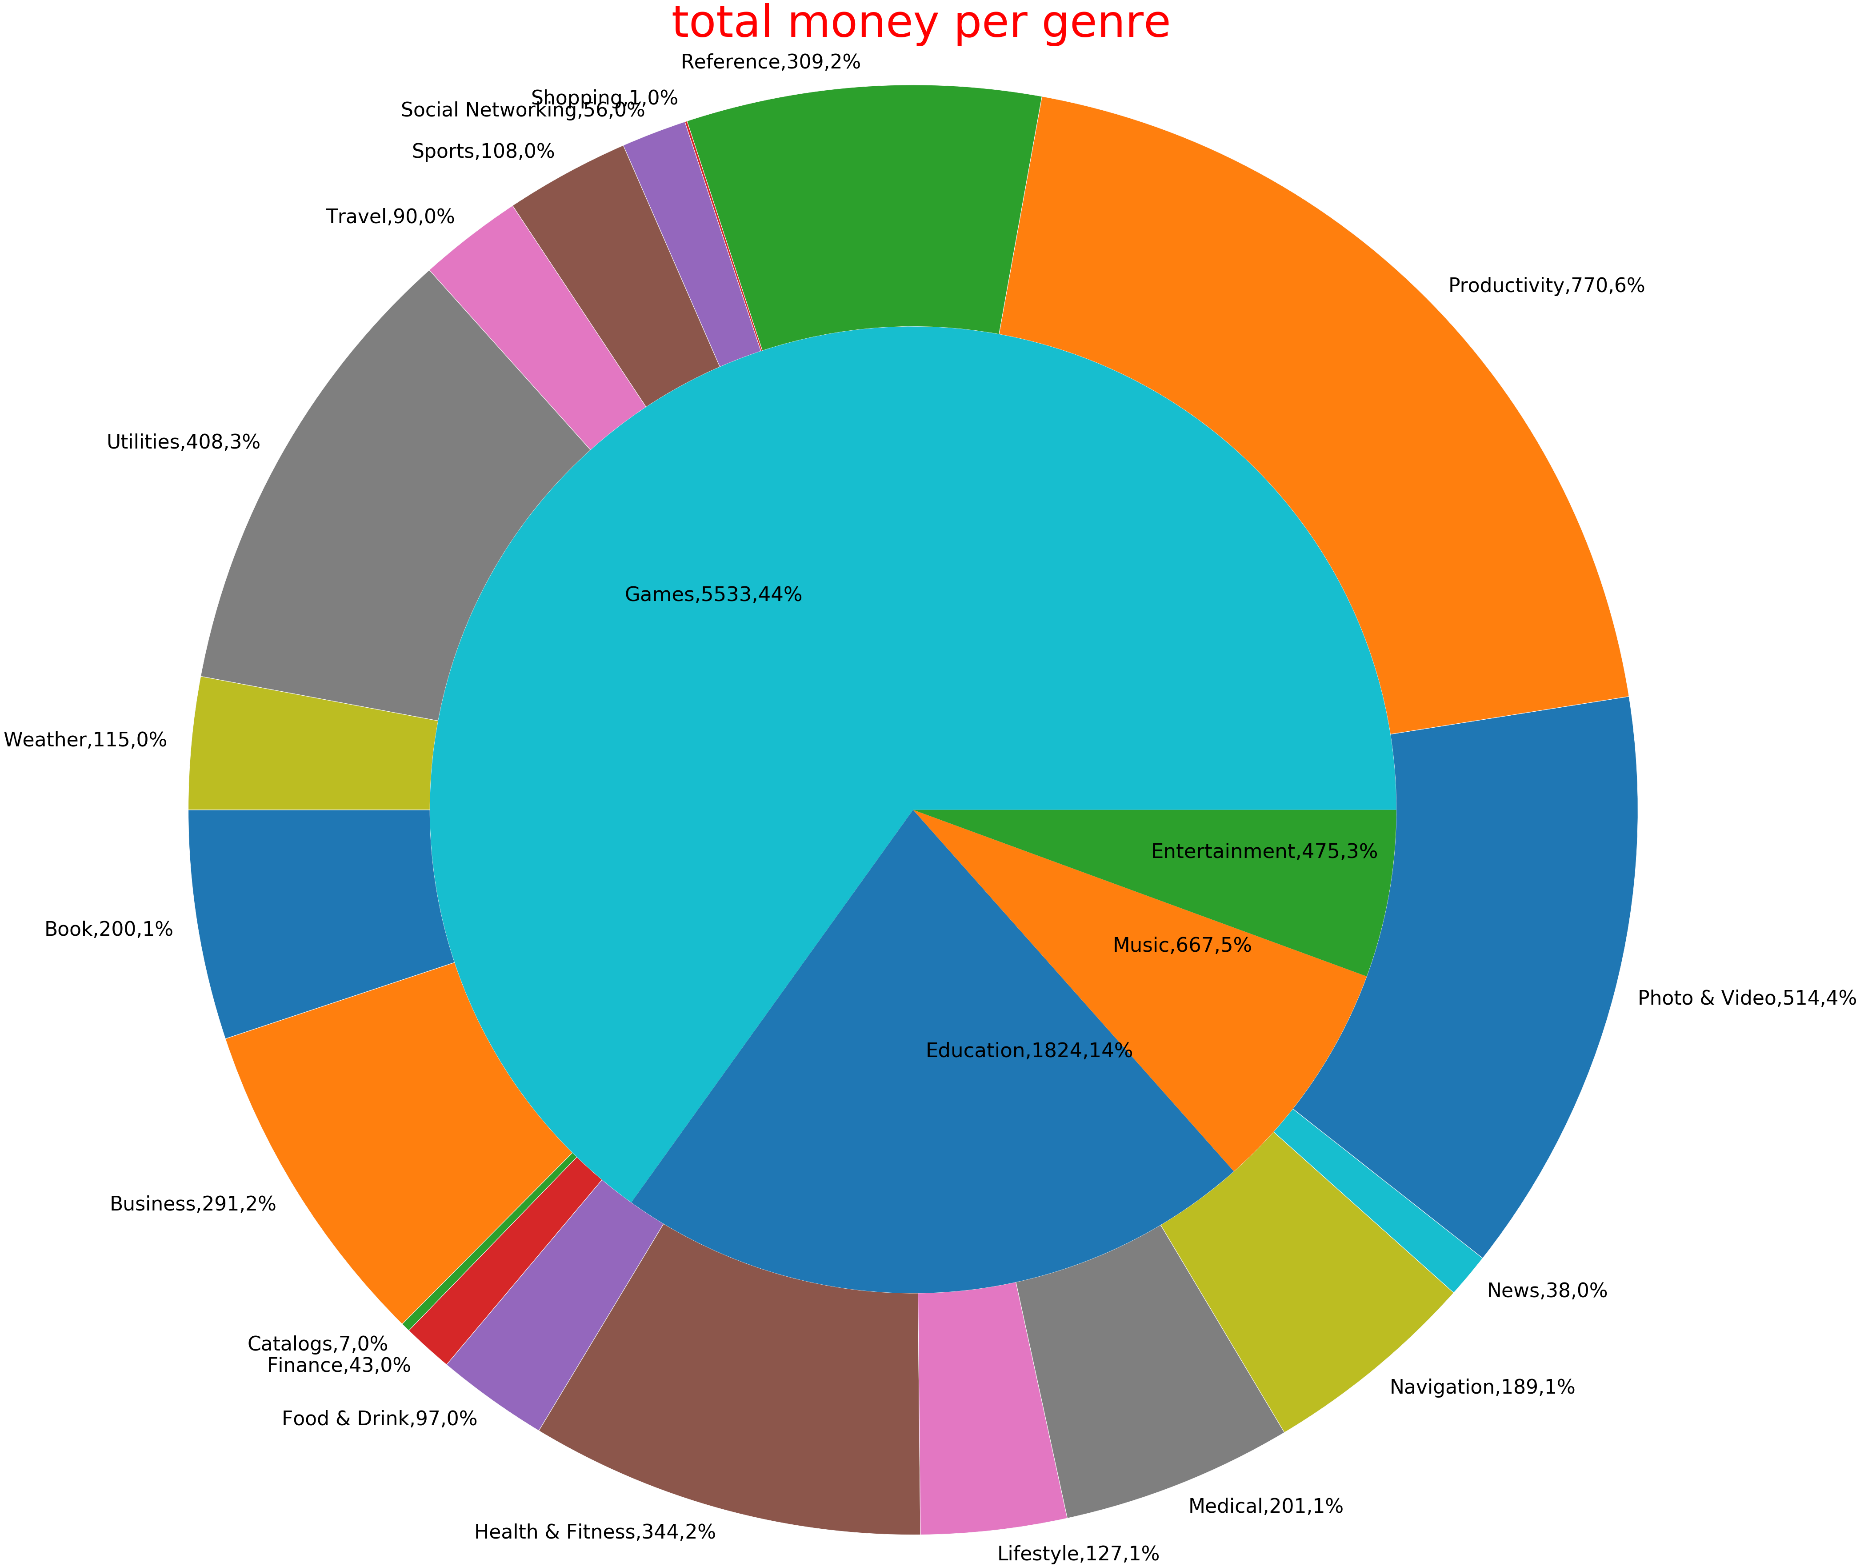 total money per genre
Reference,309,2%
Shopping,1,0%
Social Networking,56,0%
Sports,108,0%
Travel,90,0%
Productivity,770,6%
Utilities,408,3%
Games,5533,44%
Weather,115,0%
Entertainment,475,3%
Book,200,1%
Music,667,5%
Photo & Video,514,4%
Education,1824,14%
Business,291,2%
News,38,0%
Catalogs,7,0%
Finance,43,0%
Navigation,189,1%
Food & Drink,97,0%
Medical,201,1%
Health & Fitness,344,2%
Lifestyle,127,1%